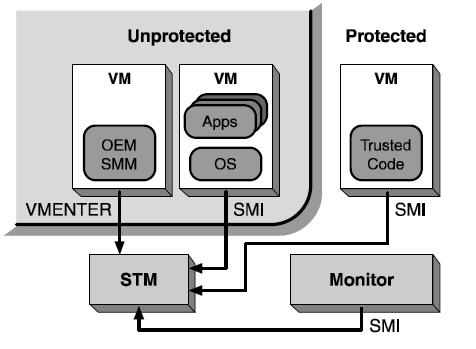 Unprotected
Protected
VM
VM
VM
Apps
OEM
SMM
OS
Trusted
Code
VMENTER
SMI
SMI
STM
Monitor
SMI